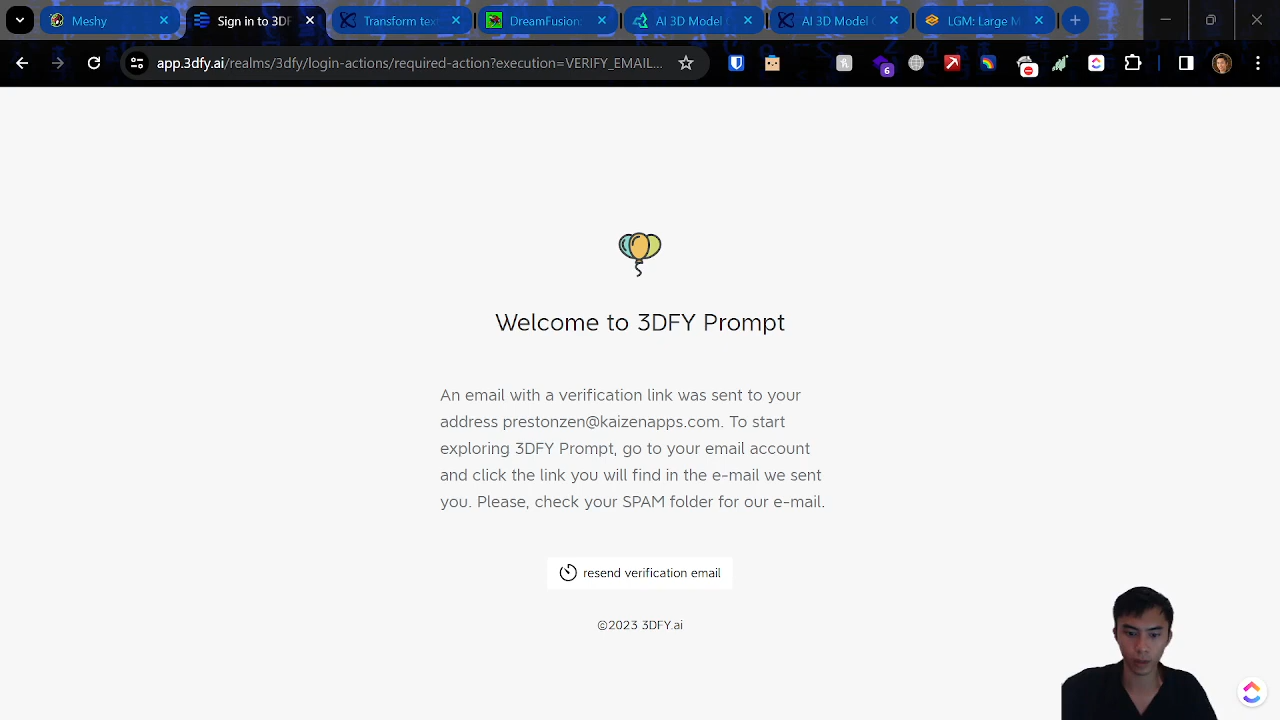 Meshy
Sign in to 3DF
Transform tex
DreamFusion:
AI 3D Model
AI 3D Model
LGM: Large M
app.3dfy.ai/realms/3dfy/login-actions/required-action?execution=VERIFY_EMAIL...
6
Welcome to 3DFY Prompt
An email with a verification link was sent to your
address prestonzen@kaizenapps.com. To start
exploring 3DFY Prompt, go to your email account
and click the link you will find in the e-mail we sent
you. Please, check your SPAM folder for our e-mail.
resend verification email
©2023 3DFY.ai